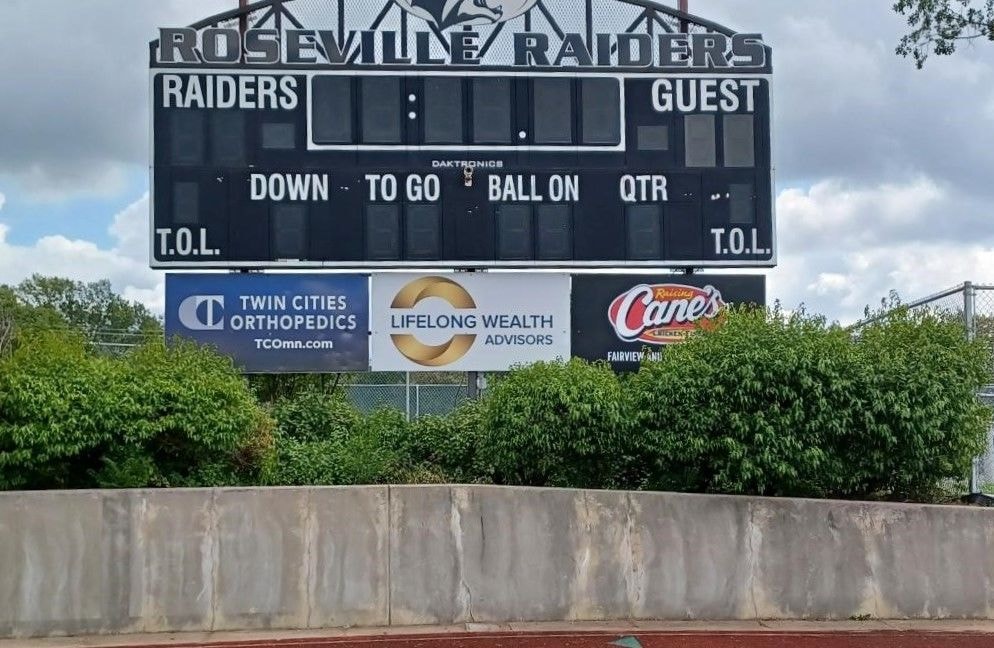 ROSEVILLE RAIDERS
RAIDERS
GUEST
DAKTRONICS
DOWN TO GO BALL ON QTR
T.O.L.
T.O.L.
TWIN CITIES
ORTHOPEDICS
TCOmn.com
LIFELONG WEALTH
ADVISORS
Raising
Cane's
CHICKEN
FAIRVIEW AND